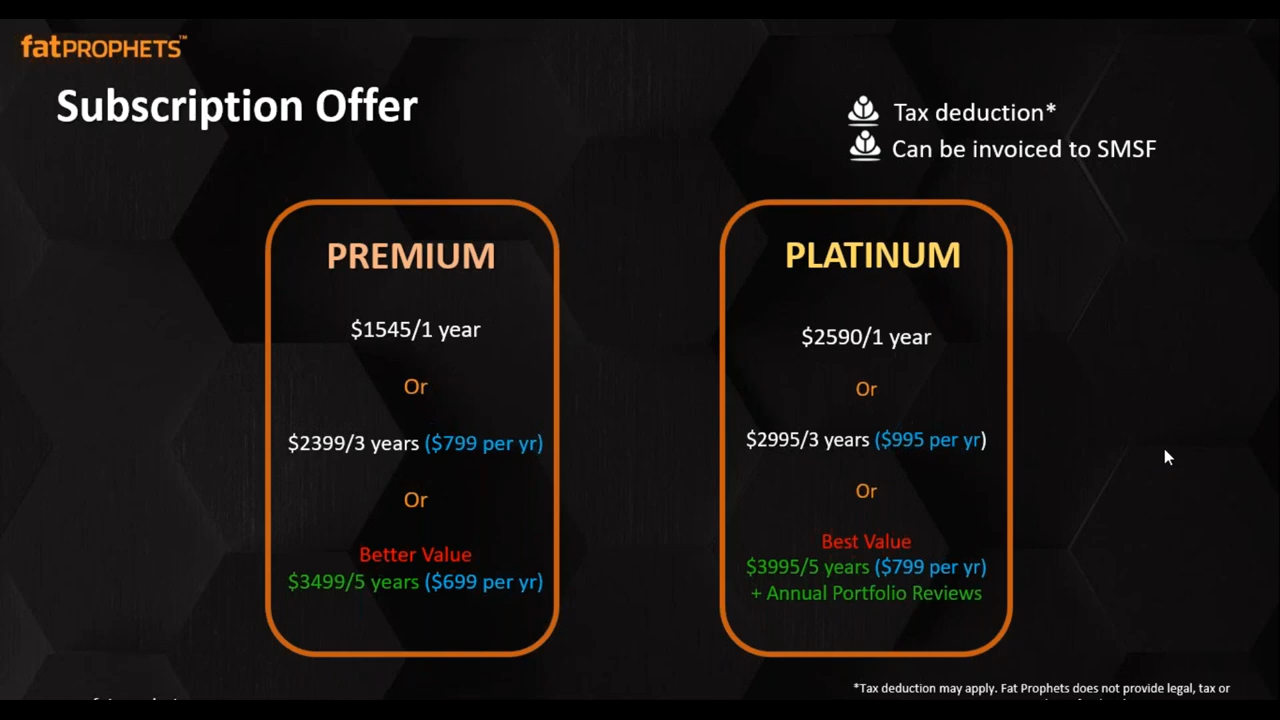 fatPROPHETS™
Subscription Offer
Tax deduction*
Can be invoiced to SMSF
PREMIUM
$1545/1 year
Or
$2399/3 years ($799 per yr)
Or
Better Value
$3499/5 years ($699 per yr)
PLATINUM
$2590/1 year
Or
$2995/3 years ($995 per yr)
Or
Best Value
$3995/5 years ($799 per yr)
+ Annual Portfolio Reviews
*Tax deduction may apply. Fat Prophets does not provide legal, tax or